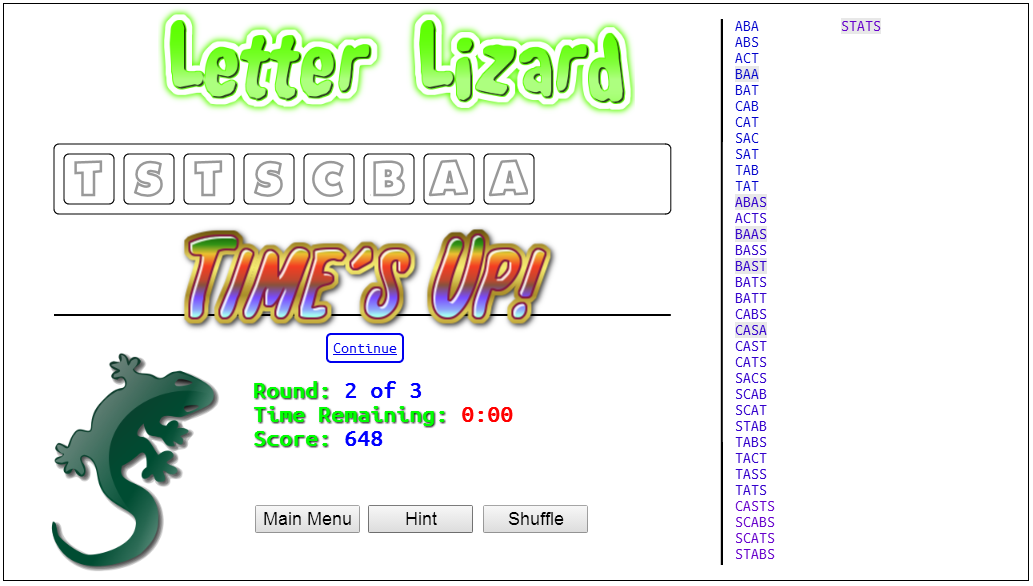 Letter Lizard
T S T S C B A A
TIME'S UP!
Continue
Round: 2 of 3
Time Remaining: 0:00
Score: 648
Main Menu Hint Shuffle
ABA
ABS
ACT
BAA
BAT
CAB
CAT
SAC
SAT
TAB
TAT
ABAS
ACTS
BAAS
BASS
BAST
BATS
BATT
CABS
CASA
CAST
CATS
SACS
SCAB
SCAT
STAB
TABS
TACT
TASS
TATS
CASTS
SCABS
SCATS
STABS
STATS